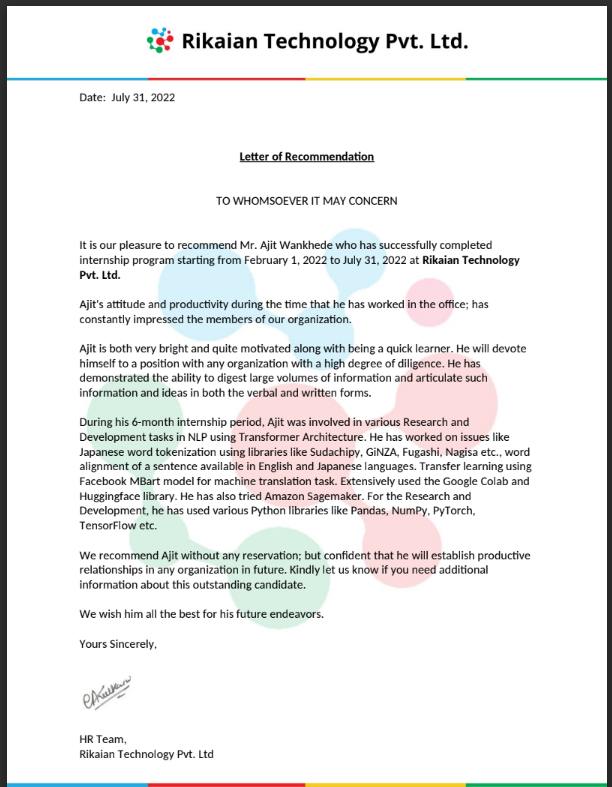 Rikaian Technology Pvt. Ltd.
Date: July 31, 2022
Letter of Recommendation
TO WHOMSOEVER IT MAY CONCERN
It is our pleasure to recommend Mr. Ajit Wankhede who has successfully completed
internship program starting from February 1, 2022 to July 31, 2022 at Rikaian Technology
Pvt. Ltd.
Ajit's attitude and productivity during the time that he has worked in the office; has
constantly impressed the members of our organization.
Ajit is both very bright and quite motivated along with being a quick learner. He will devote
himself to a position with any organization with a high degree of diligence. He has
demonstrated the ability to digest large volumes of information and articulate such
information and ideas in both the verbal and written forms.
During his 6-month internship period, Ajit was involved in various Research and
Development tasks in NLP using Transformer Architecture. He has worked on issues like
Japanese word tokenization using libraries like Sudachipy, GiNZA, Fugashi, Nagisa etc., word
alignment of a sentence available in English and Japanese languages. Transfer learning using
Facebook MBart model for machine translation task. Extensively used the Google Colab and
Huggingface library. He has also tried Amazon Sagemaker. For the Research and
Development, he has used various Python libraries like Pandas, NumPy, PyTorch,
TensorFlow etc.
We recommend Ajit without any reservation; but confident that he will establish productive
relationships in any organization in future. Kindly let us know if you need additional
information about this outstanding candidate.
We wish him all the best for his future endeavors.
Yours Sincerely,
HR Team,
Rikaian Technology Pvt. Ltd